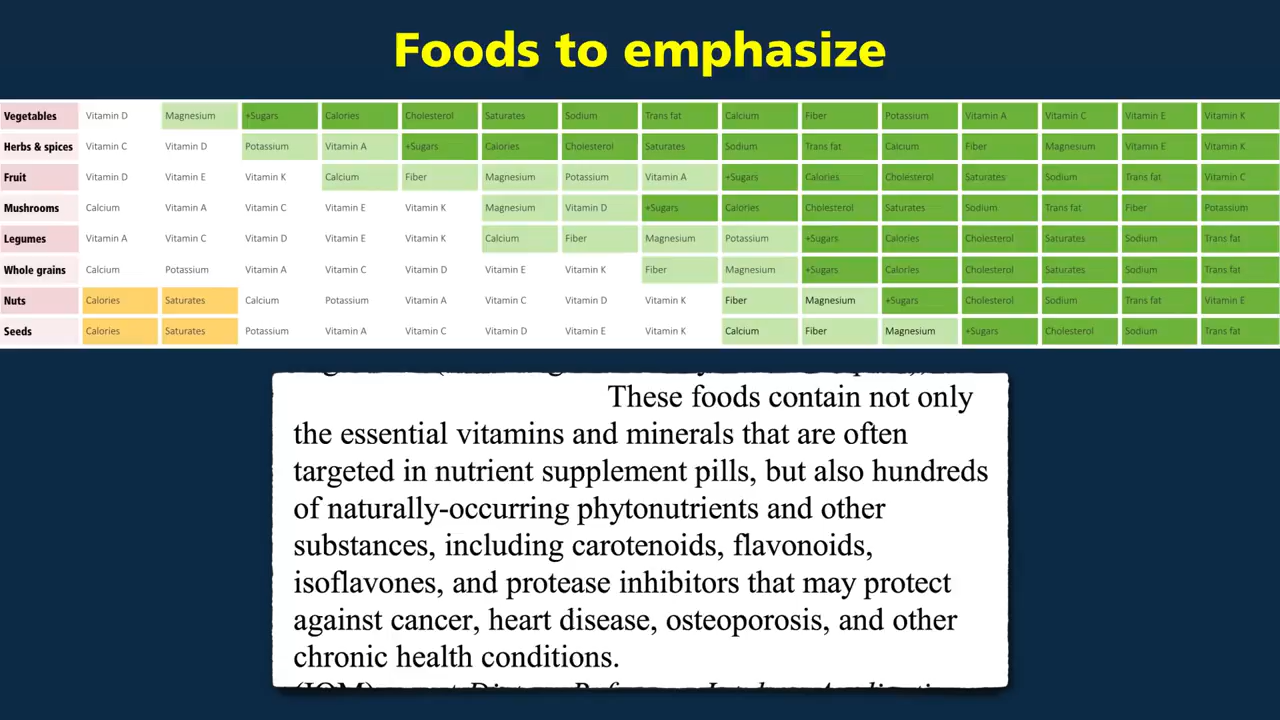 Foods to emphasize
Vegetables Vitamin D Magnesium +Sugars Calories Cholesterol Saturates Sodium Trans fat Calcium Fiber Potassium Vitamin A Vitamin C Vitamin E Vitamin K
Herbs & spices Vitamin C Vitamin D Potassium Vitamin A +Sugars Calories Cholesterol Saturates Sodium Trans fat Calcium Fiber Magnesium Vitamin E Vitamin K
Fruit Vitamin D Vitamin E Vitamin K Calcium Fiber Magnesium Potassium Vitamin A +Sugars Calories Cholesterol Saturates Sodium Trans fat Vitamin C
Mushrooms Calcium Vitamin A Vitamin C Vitamin E Vitamin K Magnesium Vitamin D +Sugars Calories Cholesterol Saturates Sodium Trans fat Fiber Potassium
Legumes Vitamin A Vitamin C Vitamin D Vitamin E Vitamin K Calcium Fiber Magnesium Potassium +Sugars Calories Cholesterol Saturates Sodium Trans fat
Whole grains Calcium Potassium Vitamin A Vitamin C Vitamin D Vitamin E Vitamin K Fiber Magnesium +Sugars Calories Cholesterol Saturates Sodium Trans fat
Nuts Calories Saturates Calcium Potassium Vitamin A Vitamin C Vitamin D Vitamin K Fiber Magnesium +Sugars Cholesterol Sodium Trans fat Vitamin E
Seeds Calories Saturates Potassium Vitamin A Vitamin C Vitamin D Vitamin E Vitamin K Calcium Fiber Magnesium +Sugars Cholesterol Sodium Trans fat
These foods contain not only
the essential vitamins and minerals that are often
targeted in nutrient supplement pills, but also hundreds
of naturally-occurring phytonutrients and other
substances, including carotenoids, flavonoids,
isoflavones, and protease inhibitors that may protect
against cancer, heart disease, osteoporosis, and other
chronic health conditions.